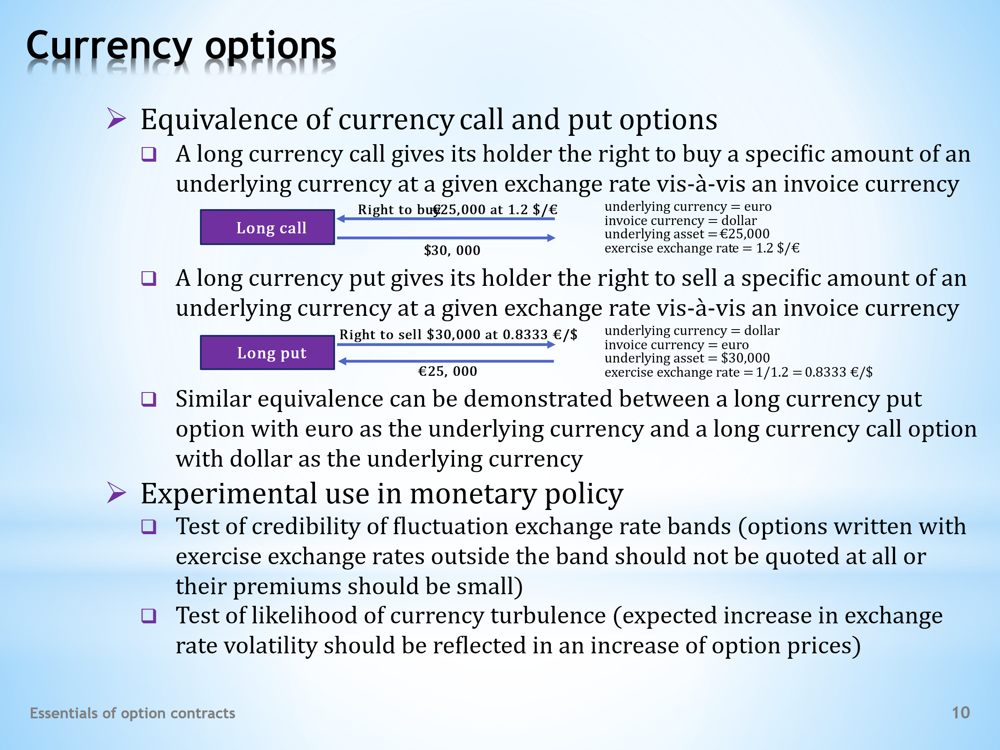 Currency options
Equivalence of currency call and put options
A long currency call gives its holder the right to buy a specific amount of an
underlying currency at a given exchange rate vis-à-vis an invoice currency
Right to buy €25,000 at 1.2 $/€
Long call
$30, 000
underlying currency = euro
invoice currency = dollar
underlying asset = €25,000
exercise exchange rate = 1.2 $/€
A long currency put gives its holder the right to sell a specific amount of an
underlying currency at a given exchange rate vis-à-vis an invoice currency
Right to sell $30,000 at 0.8333 €/$
Long put
€25, 000
underlying currency = dollar
invoice currency = euro
underlying asset = $30,000
exercise exchange rate = 1/1.2 = 0.8333 €/$
Similar equivalence can be demonstrated between a long currency put
option with euro as the underlying currency and a long currency call option
with dollar as the underlying currency
Experimental use in monetary policy
Test of credibility of fluctuation exchange rate bands (options written with
exercise exchange rates outside the band should not be quoted at all or
their premiums should be small)
Test of likelihood of currency turbulence (expected increase in exchange
rate volatility should be reflected in an increase of option prices)
Essentials of option contracts
10